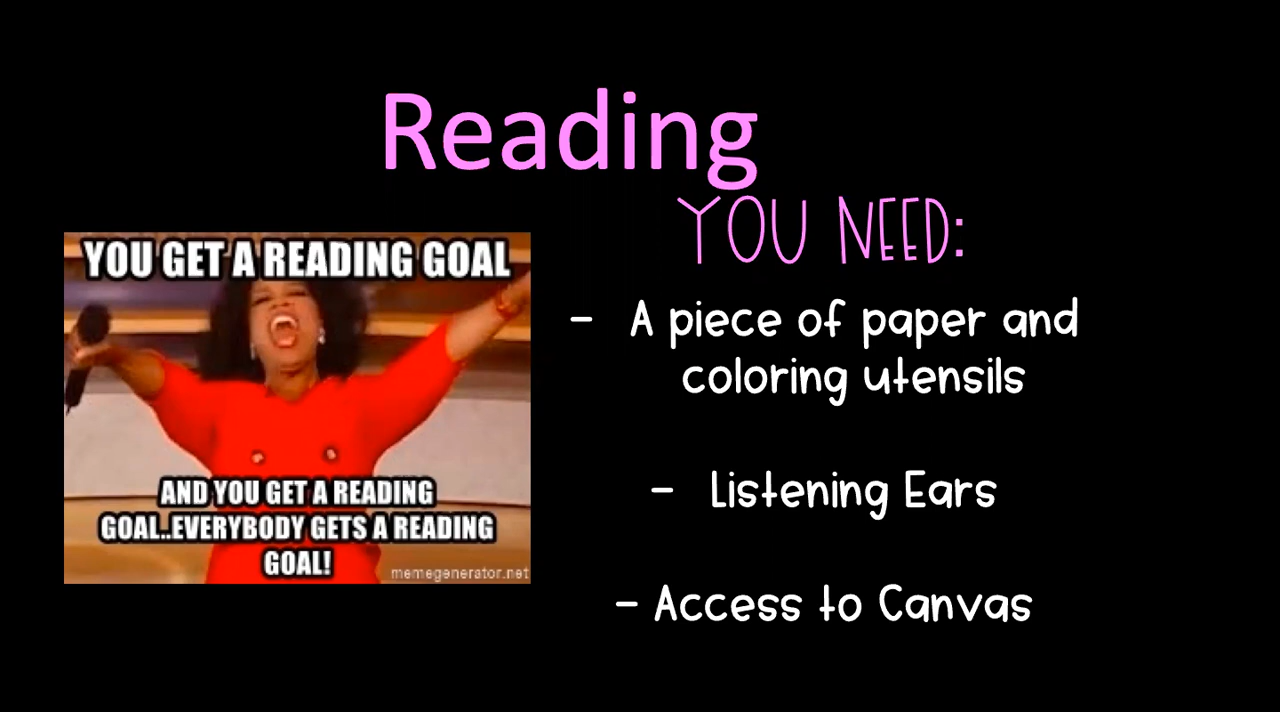 Reading
YOU NEED:
YOU GET A READING GOAL
AND YOU GET A READING
GOAL..EVERYBODY GETS A READING
GOAL!
memegenerator.net
- A piece of paper and
coloring utensils
- Listening Ears
- Access to Canvas